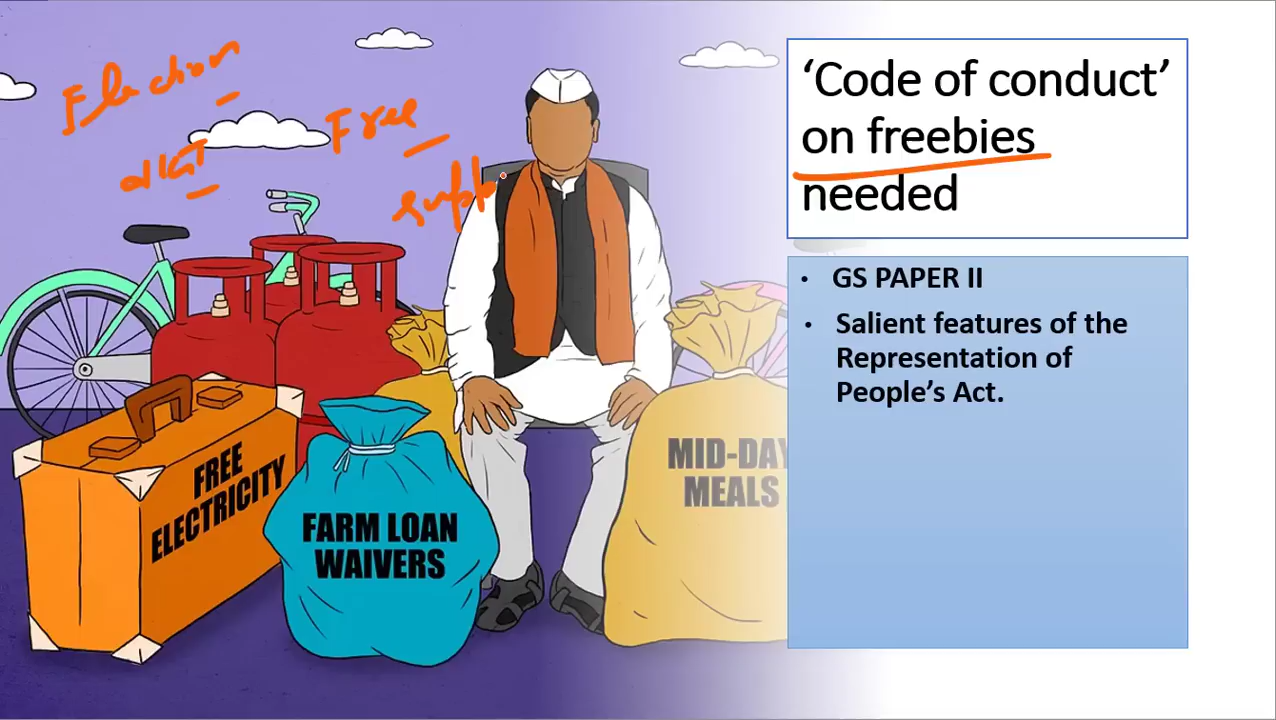 Election
Free
‘Code of conduct’
on freebies
needed
• GS PAPER II
• Salient features of the
Representation of
People’s Act.
FREE
ELECTRICITY
FARM LOAN
WAIVERS
MID-DAY
MEALS